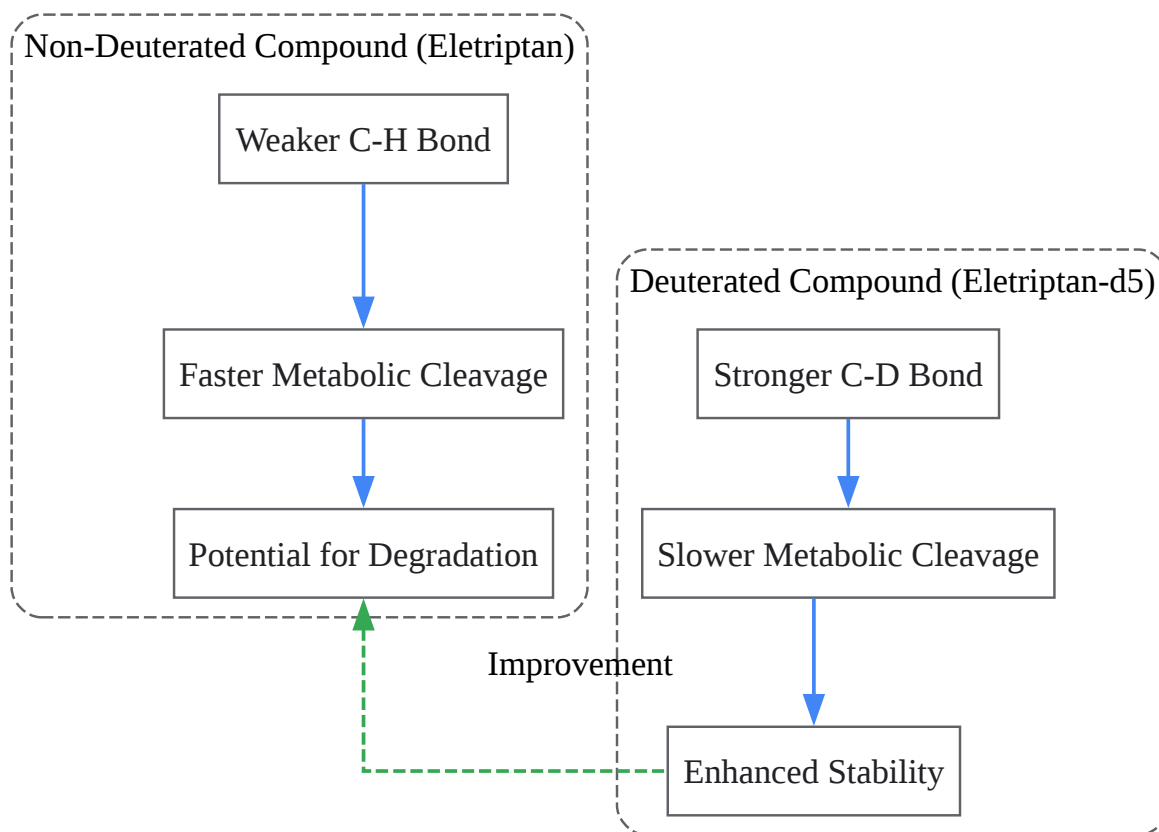 Non-Deuterated Compound (Eletriptan)
Weaker C-H Bond
Faster Metabolic Cleavage
Potential for Degradation
Deuterated Compound (Eletriptan-d5)
Stronger C-D Bond
Slower Metabolic Cleavage
Improvement
Enhanced Stability